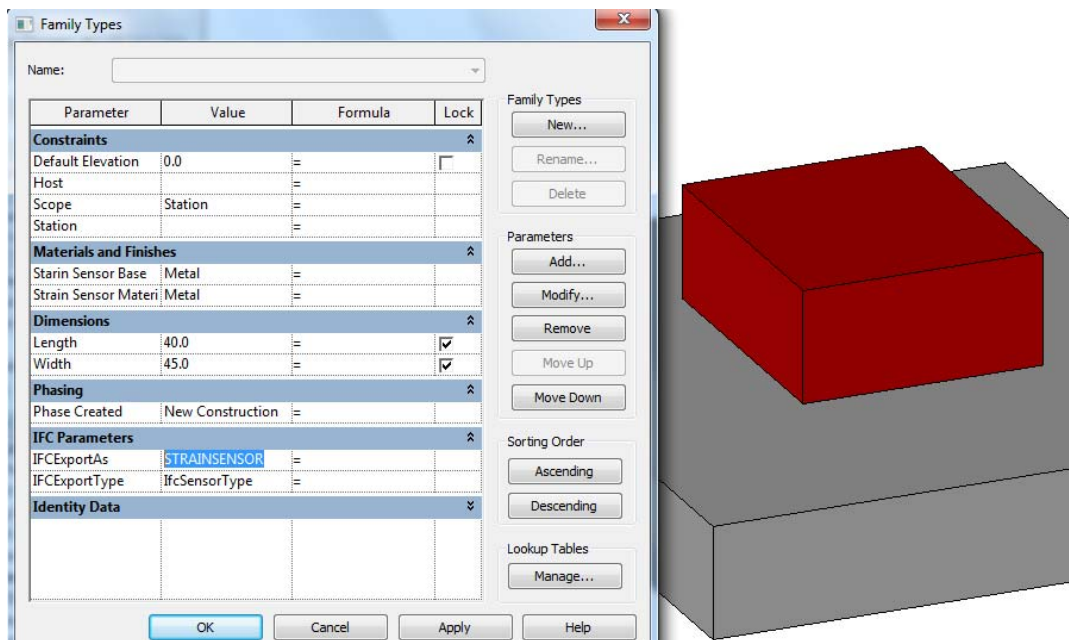 Family Types
Name:
Parameter Value Formula Lock
Constraints
Default Elevation 0.0 =
Host =
Scope Station =
Station =
Materials and Finishes
Starin Sensor Base Metal =
Strain Sensor Materi Metal =
Dimensions
Length 40.0 =
Width 45.0 =
Phasing
Phase Created New Construction =
IFC Parameters
IFCExportAs STRAINSENSOR =
IFCExportType IfcSensorType =
Identity Data
Family Types
New...
Rename...
Delete
Parameters
Add...
Modify...
Remove
Move Up
Move Down
Sorting Order
Ascending
Descending
Lookup Tables
Manage...
OK Cancel Apply Help